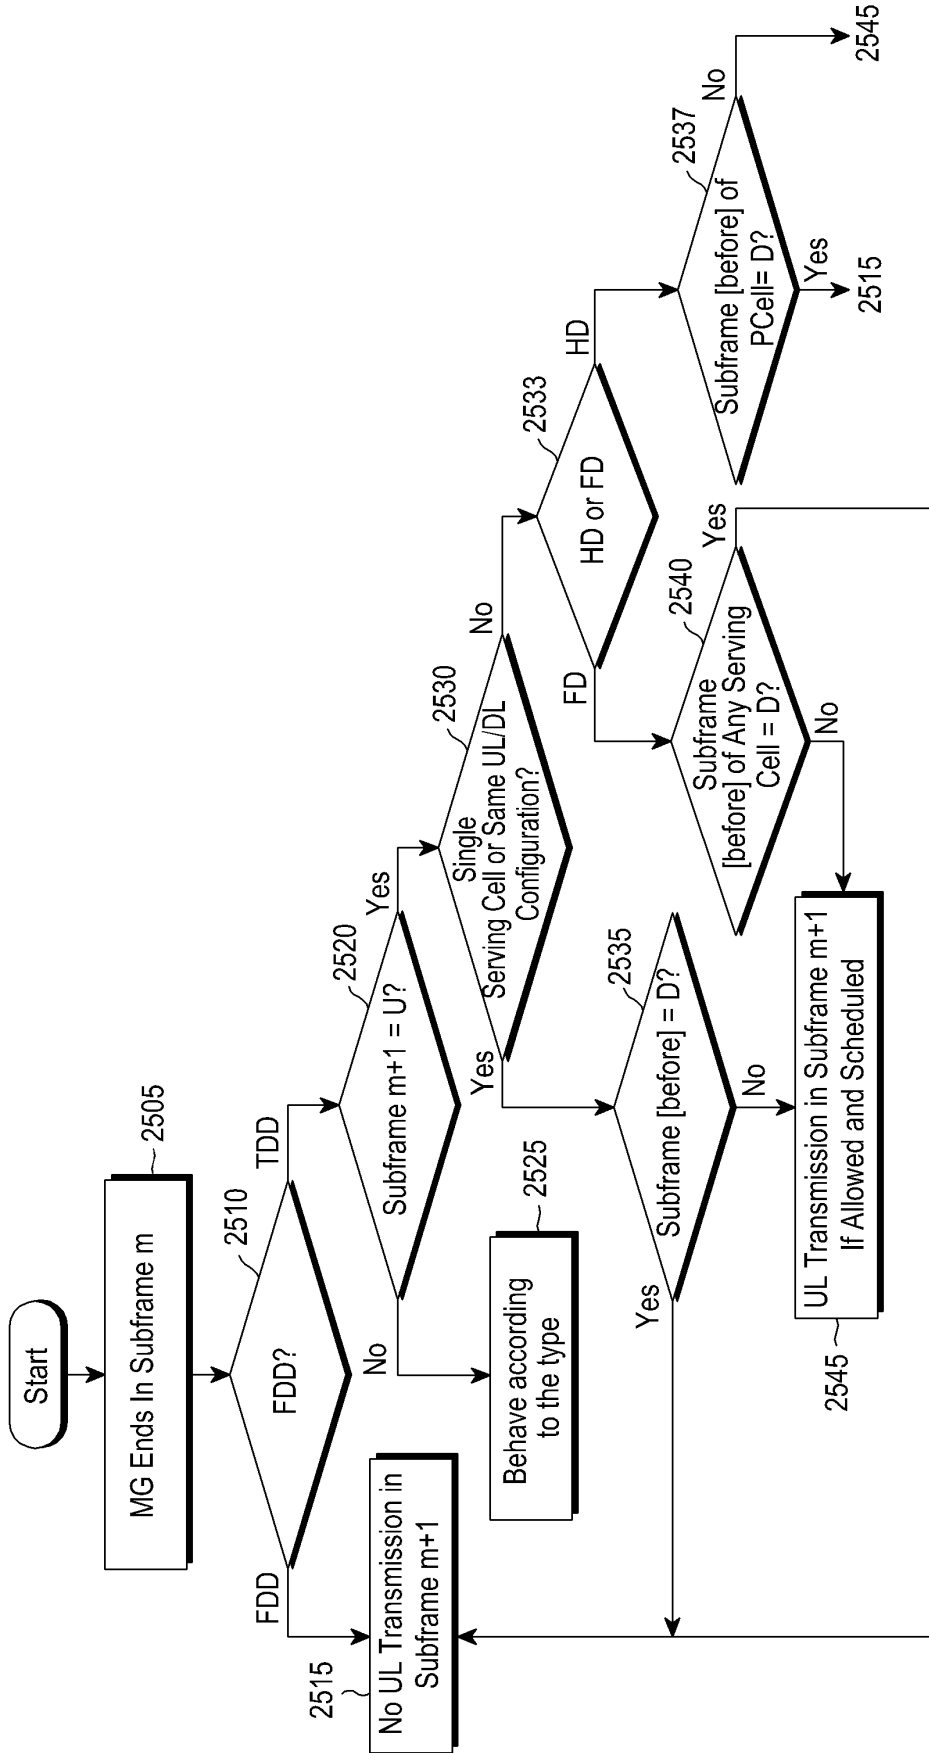 Start
MG Ends In Subframe m
2505
FDD?
2510
FDD
TDD
No UL Transmission in
Subframe m+1
2515
Subframe m+1 = U?
2520
No
Yes
Behave according
to the type
2525
Single
Serving Cell or Same UL/DL
Configuration?
2530
Yes
No
HD or FD
2533
FD
HD
Subframe [before] = D?
2535
Yes
No
Subframe
[before] of Any Serving
Cell = D?
2540
Yes
No
Subframe [before] of
PCell= D?
2537
No
Yes
2515
2545
UL Transmission in Subframe m+1
If Allowed and Scheduled
2545